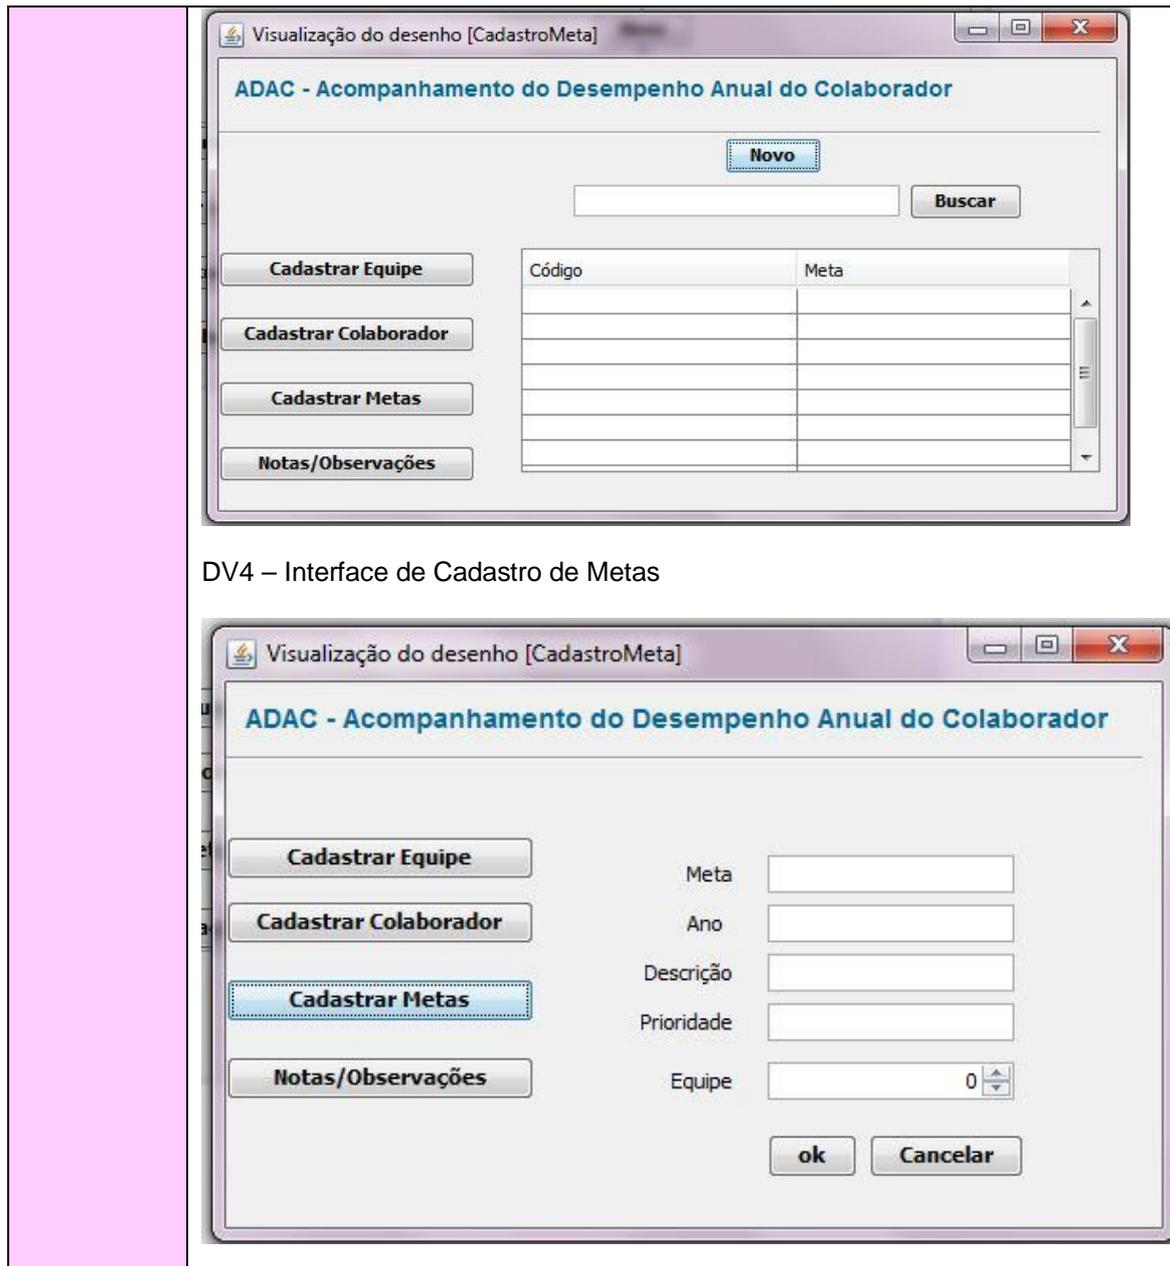 Visualização do desenho [CadastroMeta]
ADAC - Acompanhamento do Desempenho Anual do Colaborador
Novo
Buscar
Cadastrar Equipe
Cadastrar Colaborador
Cadastrar Metas
Notas/Observações
Código Meta
DV4 – Interface de Cadastro de Metas
Visualização do desenho [CadastroMeta]
ADAC - Acompanhamento do Desempenho Anual do Colaborador
Cadastrar Equipe
Cadastrar Colaborador
Cadastrar Metas
Notas/Observações
Meta
Ano
Descrição
Prioridade
Equipe 0
ok Cancelar